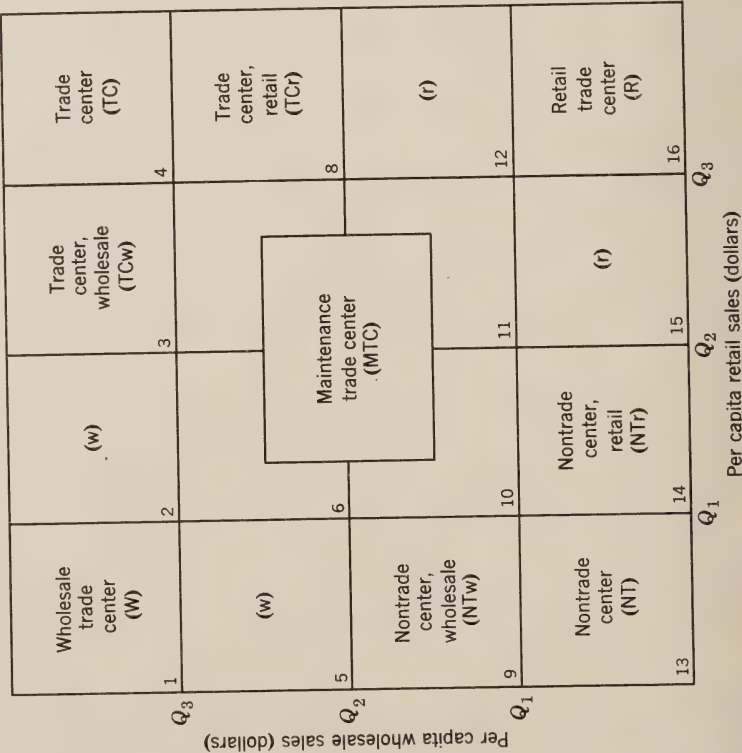 Wholesale
trade
center
(W)
1
(w)
2
Trade
center,
wholesale
(TCw)
3
Trade
center
(TC)
4
Q3
(w)
5
6
Trade
center,
retail
(TCr)
8
Q2
Maintenance
trade center
(MTC)
Nontrade
center,
wholesale
(NTw)
9
10
11
(r)
12
Q1
Nontrade
center
(NT)
13
Nontrade
center,
retail
(NTr)
14
(r)
15
Retail
trade
center
(R)
16
Q1
Q2
Q3
Per capita wholesale sales (dollars)
Per capita retail sales (dollars)